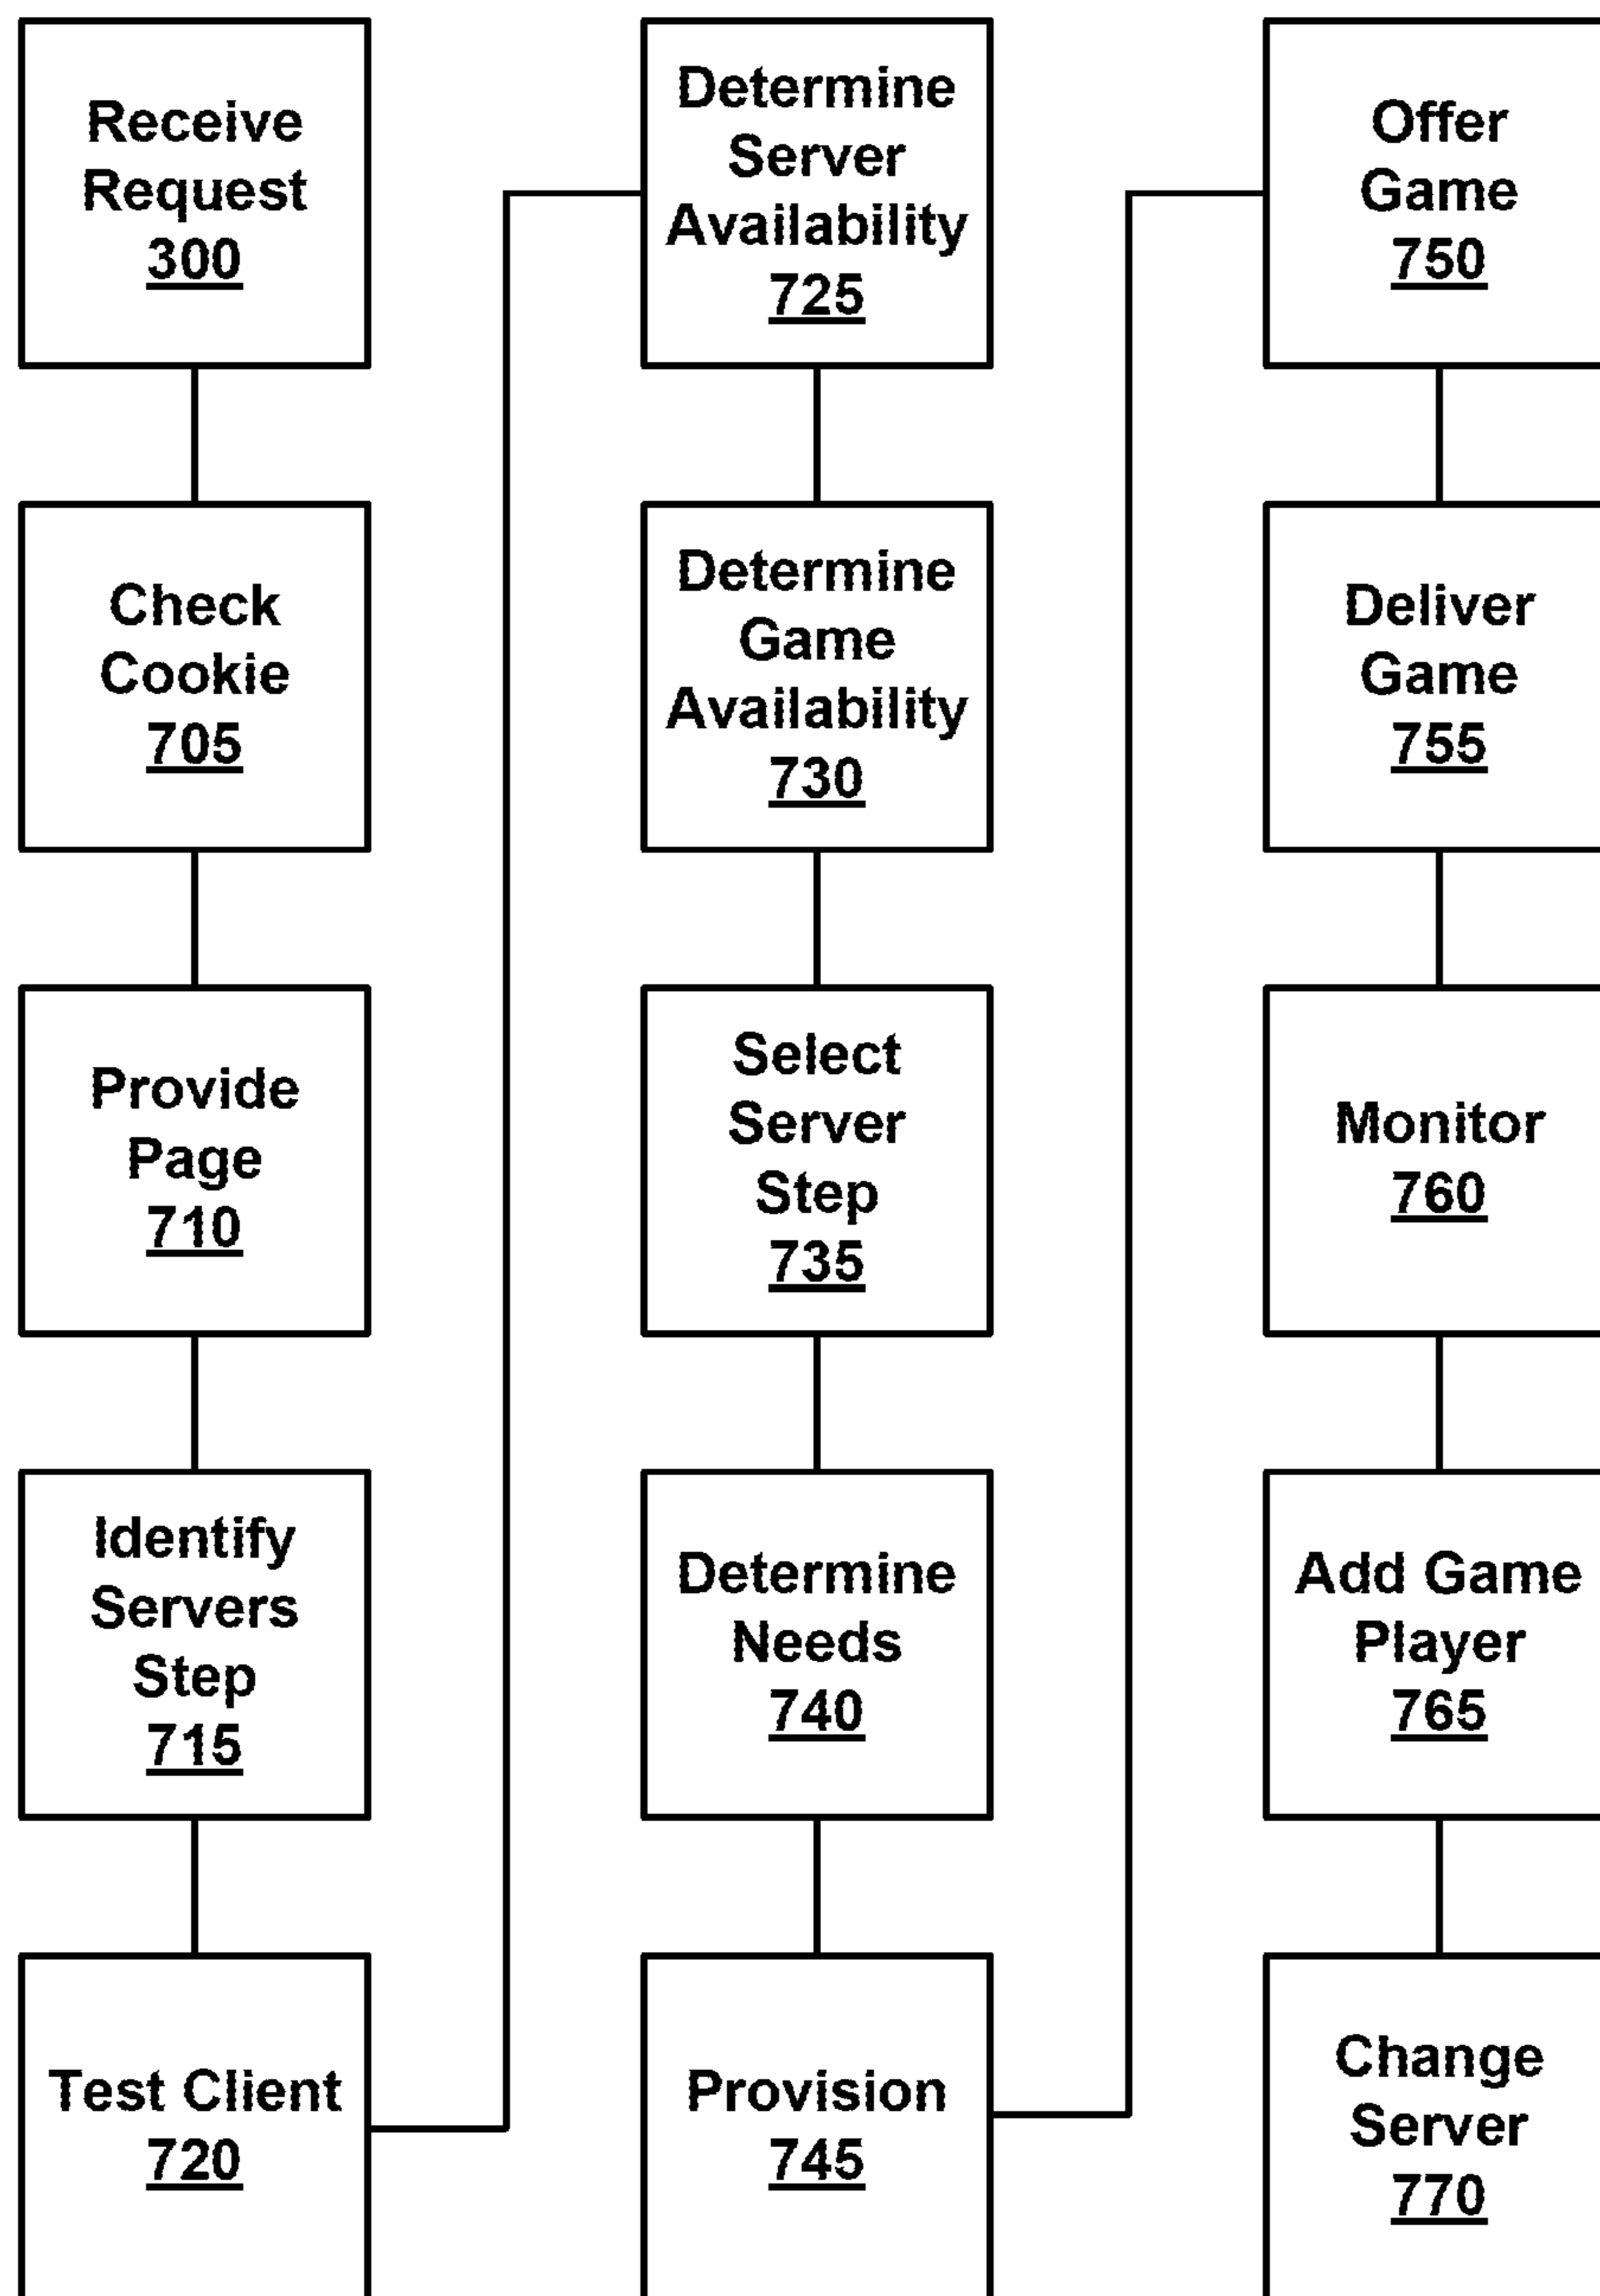 Receive
Request
300
Check
Cookie
705
Provide
Page
710
Identify
Servers
Step
715
Test Client
720
Determine
Server
Availability
725
Determine
Game
Availability
730
Select
Server
Step
735
Determine
Needs
740
Provision
745
Offer
Game
750
Deliver
Game
755
Monitor
760
Add Game
Player
765
Change
Server
770